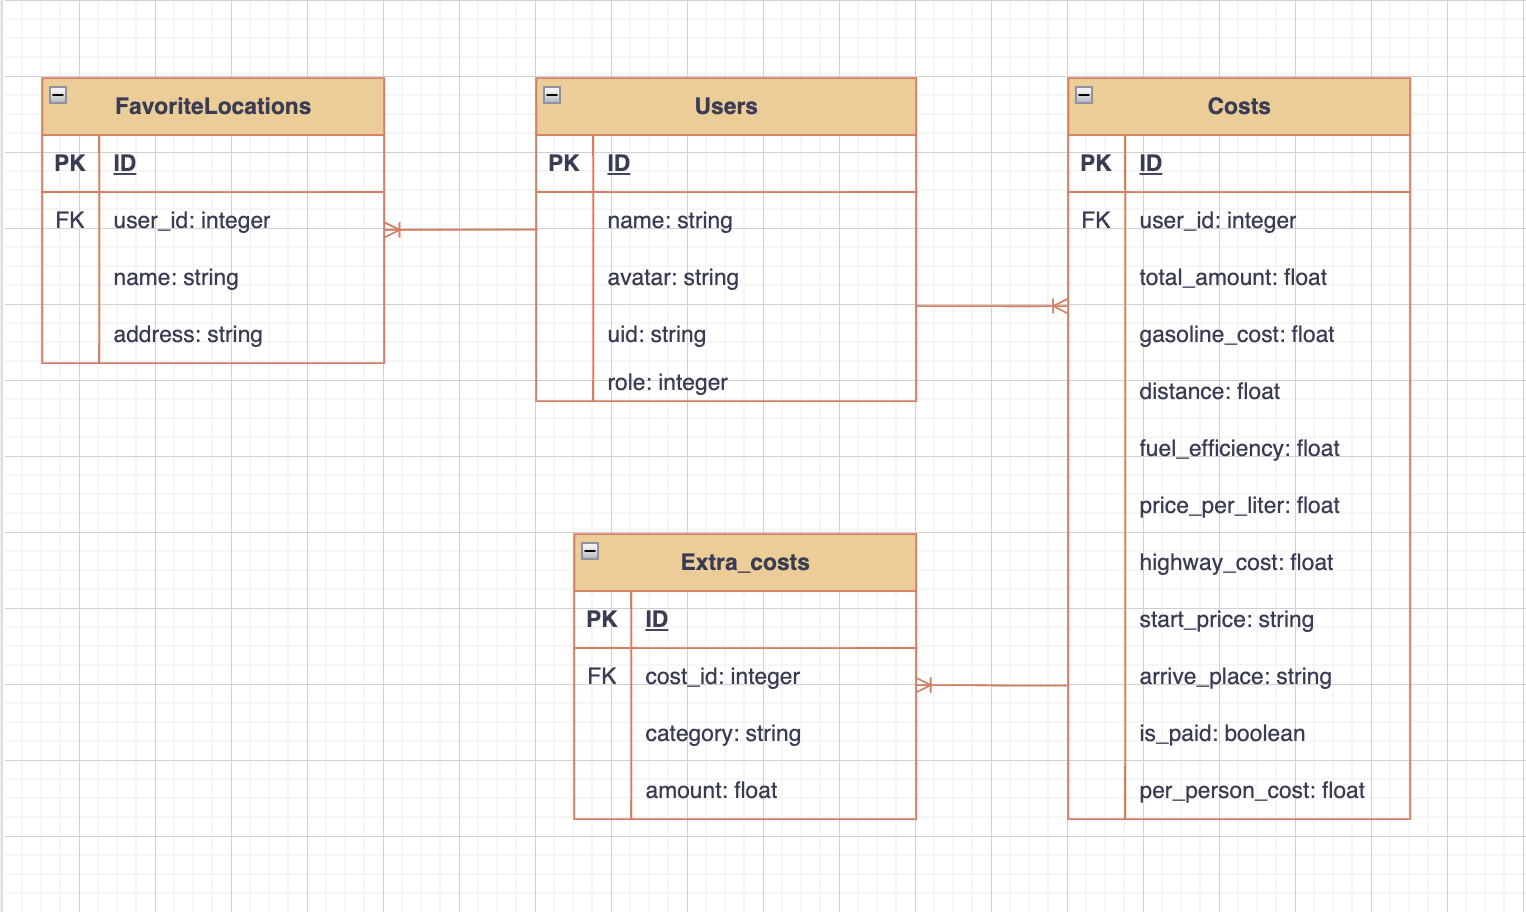 FavoriteLocations
PK ID
FK user_id: integer
name: string
address: string
Users
PK ID
name: string
avatar: string
uid: string
role: integer
Costs
PK ID
FK user_id: integer
total_amount: float
gasoline_cost: float
distance: float
fuel_efficiency: float
price_per_liter: float
highway_cost: float
start_price: string
arrive_place: string
is_paid: boolean
per_person_cost: float
Extra_costs
PK ID
FK cost_id: integer
category: string
amount: float